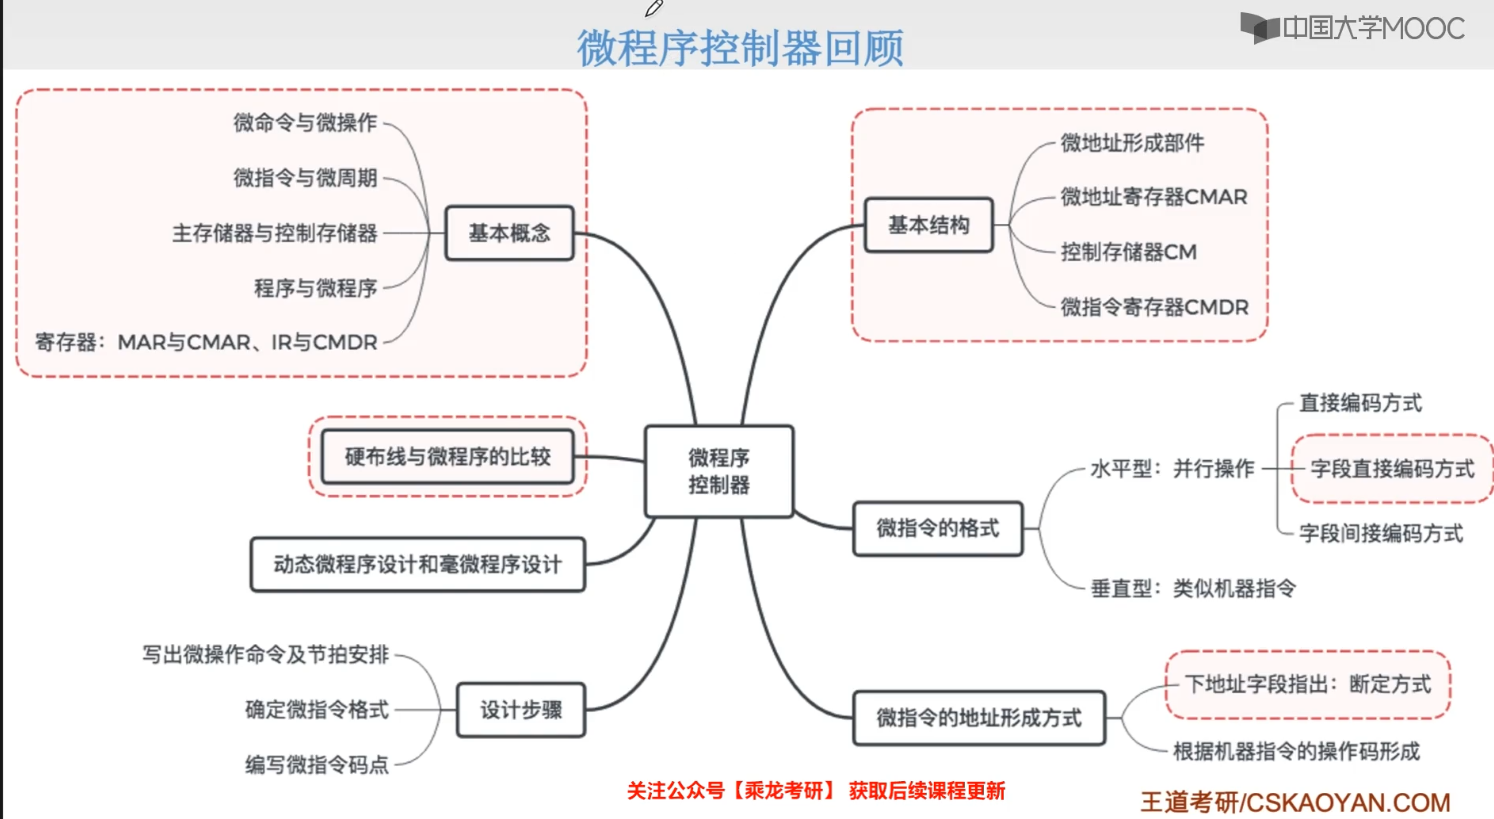 微程序控制器回顾
中国大学MOOC
微命令与微操作
微指令与微周期
主存储器与控制存储器
程序与微程序
寄存器：MAR与CMAR、IR与CMDR
基本概念
硬布线与微程序的比较
动态微程序设计和毫微程序设计
写出微操作命令及节拍安排
确定微指令格式
编写微指令码点
设计步骤
微程序
控制器
基本结构
微地址形成部件
微地址寄存器CMAR
控制存储器CM
微指令寄存器CMDR
微指令的格式
水平型：并行操作
直接编码方式
字段直接编码方式
字段间接编码方式
垂直型：类似机器指令
微指令的地址形成方式
下地址字段指出：断定方式
根据机器指令的操作码形成
关注公众号【乘龙考研】 获取后续课程更新
王道考研/CSKAOYAN.COM